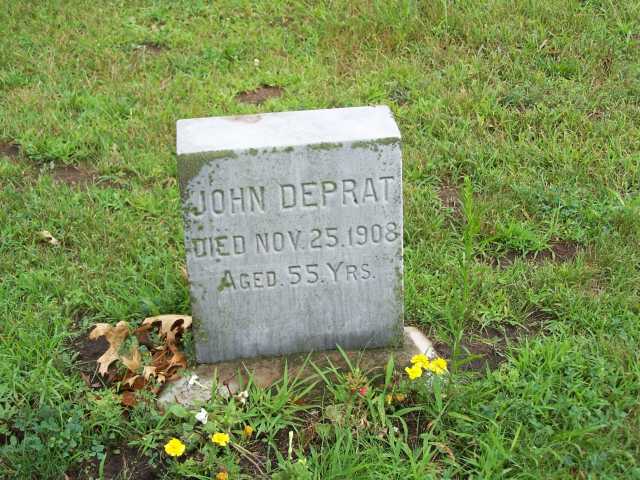 JOHN DEPRAT
DIED NOV. 25. 1908
AGED. 55. YRS.